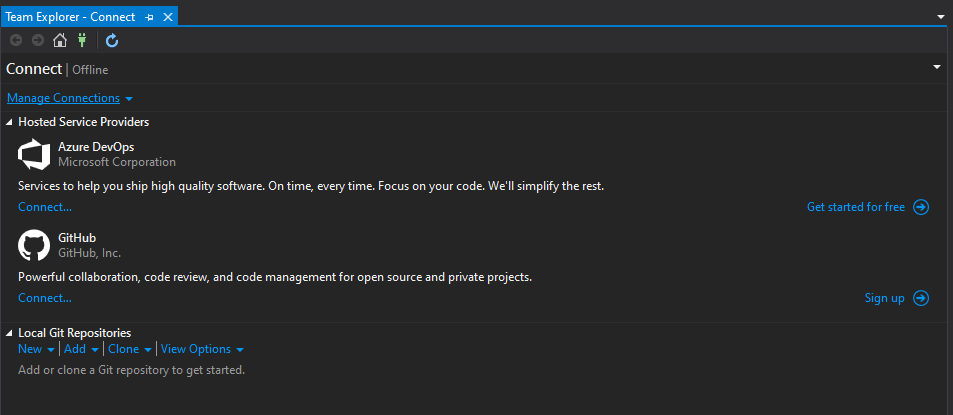 Team Explorer - Connect
Connect | Offline
Manage Connections
Hosted Service Providers
Azure DevOps
Microsoft Corporation
Services to help you ship high quality software. On time, every time. Focus on your code. We'll simplify the rest.
Connect... Get started for free
GitHub
GitHub, Inc.
Powerful collaboration, code review, and code management for open source and private projects.
Connect... Sign up
Local Git Repositories
New | Add | Clone | View Options
Add or clone a Git repository to get started.